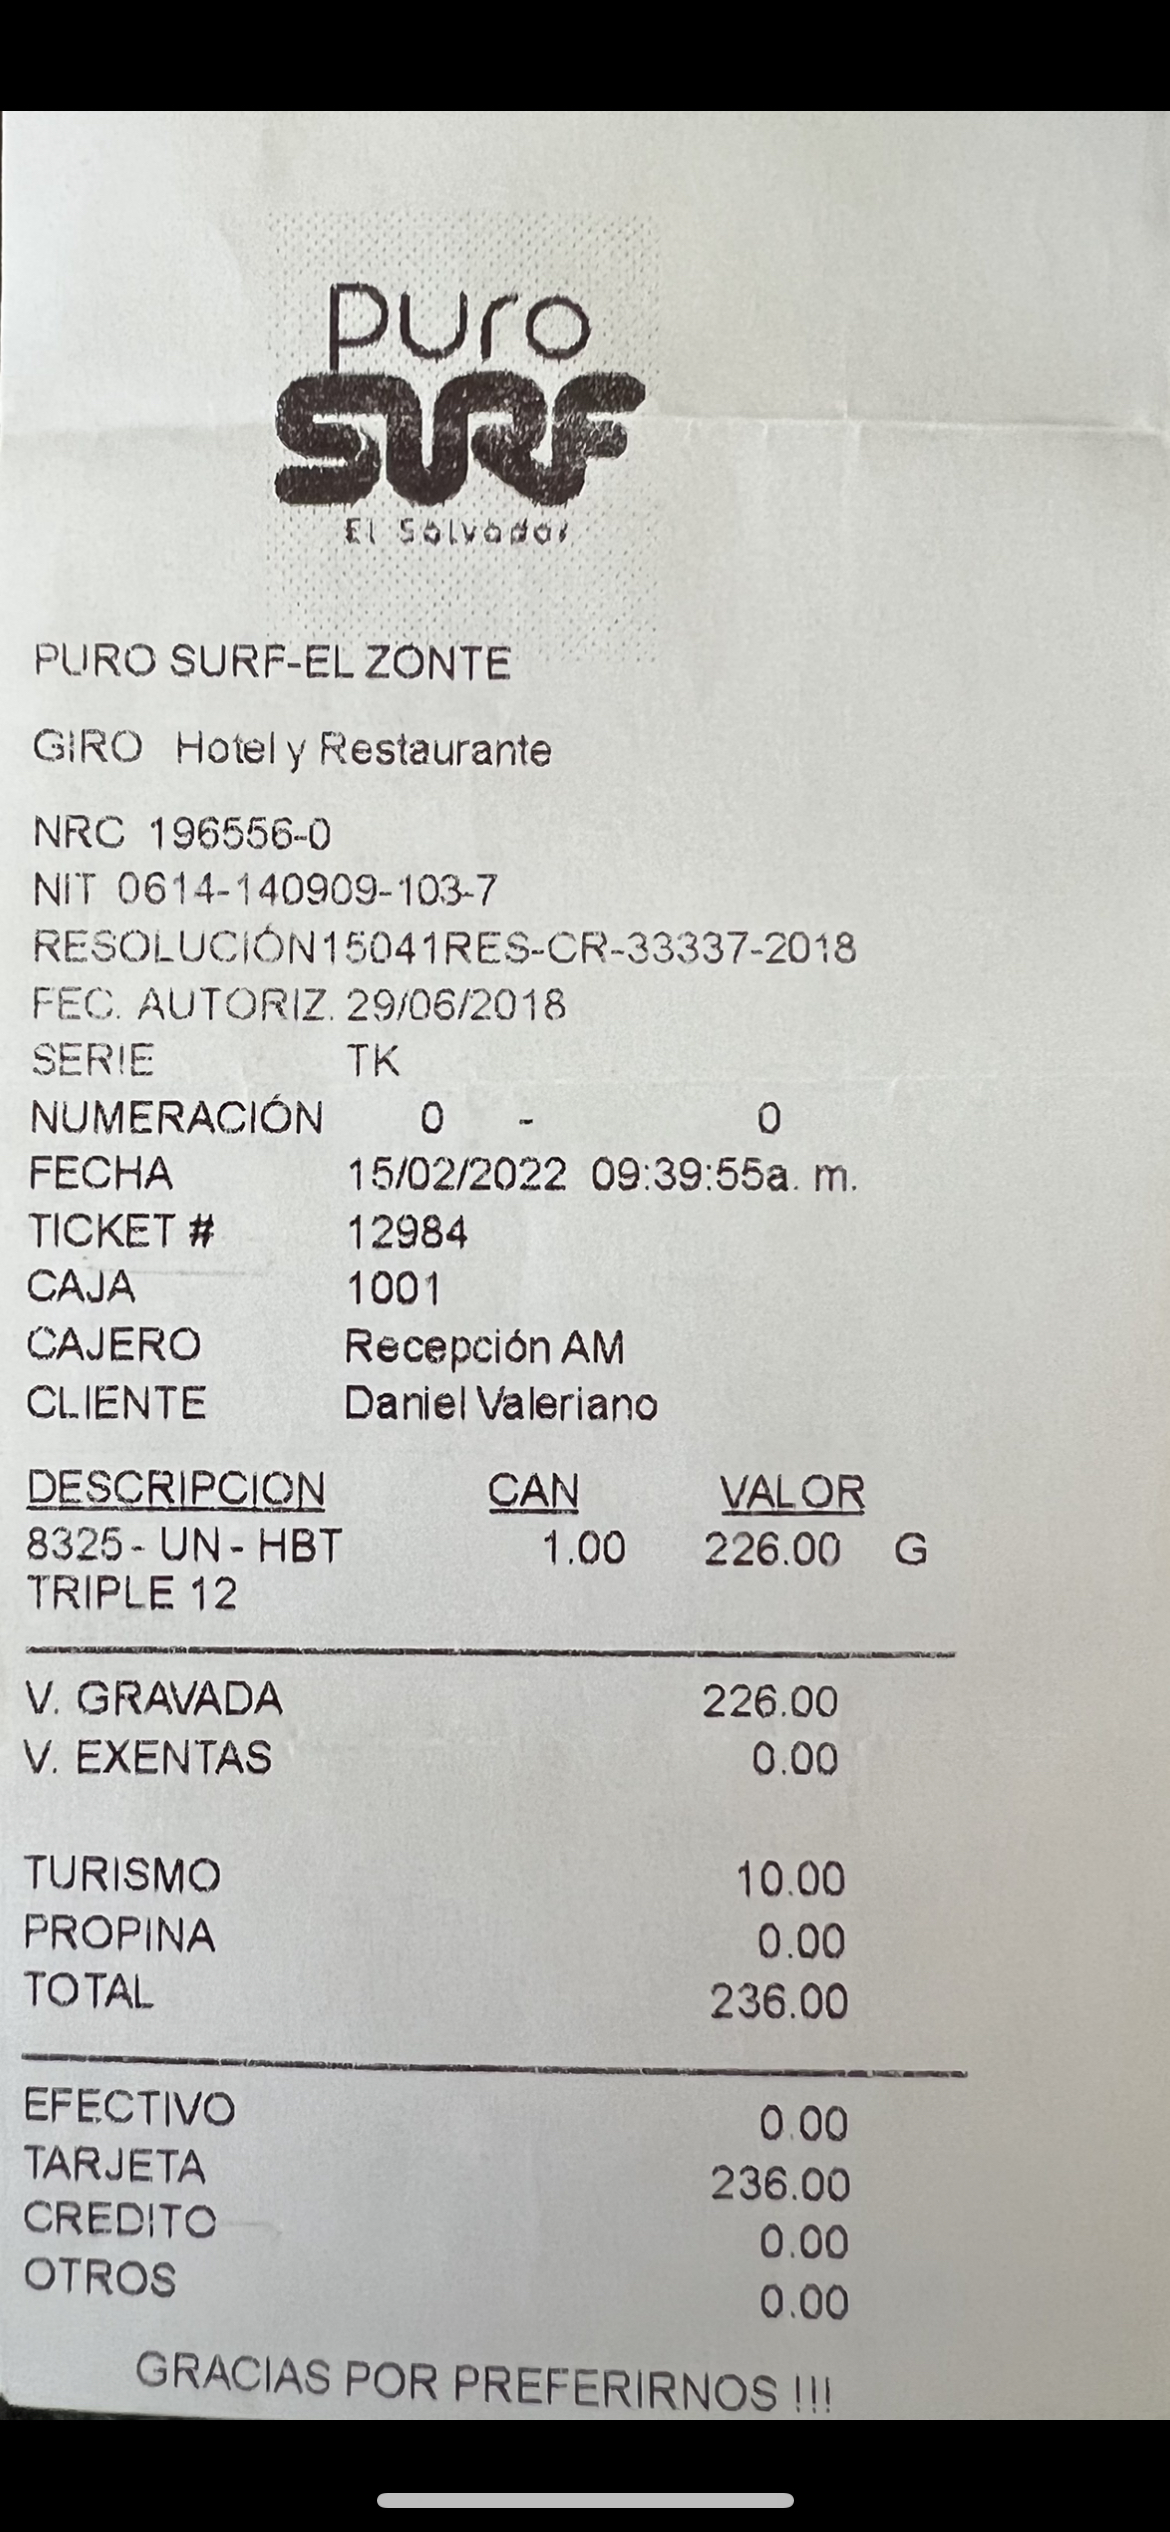 puro
SURF
El Salvador
PURO SURF-EL ZONTE
GIRO Hotel y Restaurante
NRC 196556-0
NIT 0614-140909-103-7
RESOLUCIÓN15041RES-CR-33337-2018
FEC. AUTORIZ. 29/06/2018
SERIE TK
NUMERACIÓN 0 - 0
FECHA 15/02/2022 09:39:55a. m.
TICKET # 12984
CAJA 1001
CAJERO Recepción AM
CLIENTE Daniel Valeriano
DESCRIPCION CAN VALOR
8325 - UN - HBT 1.00 226.00 G
TRIPLE 12
V. GRAVADA 226.00
V. EXENTAS 0.00
TURISMO 10.00
PROPINA 0.00
TOTAL 236.00
EFECTIVO 0.00
TARJETA 236.00
CREDITO 0.00
OTROS 0.00
GRACIAS POR PREFERIRNOS !!!